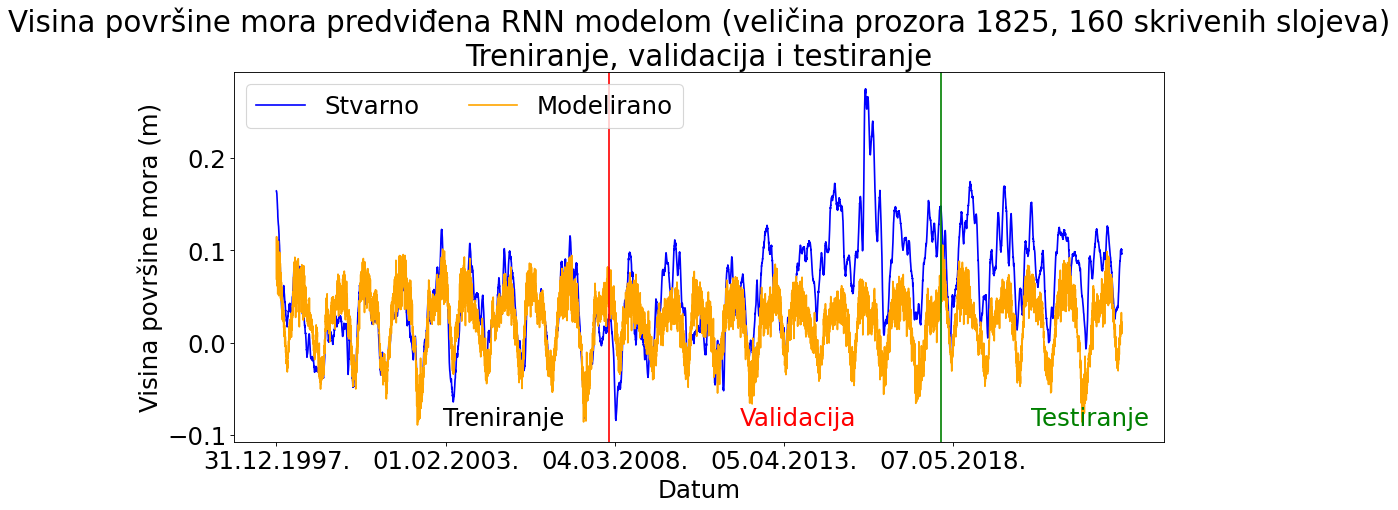 Visina površine mora predviđena RNN modelom (veličina prozora 1825, 160 skrivenih slojeva)
Treniranje, validacija i testiranje
Stvarno
Modelirano
Visina površine mora (m)
0.2
0.1
0.0
−0.1
Treniranje
Validacija
Testiranje
31.12.1997.
01.02.2003.
04.03.2008.
05.04.2013.
07.05.2018.
Datum